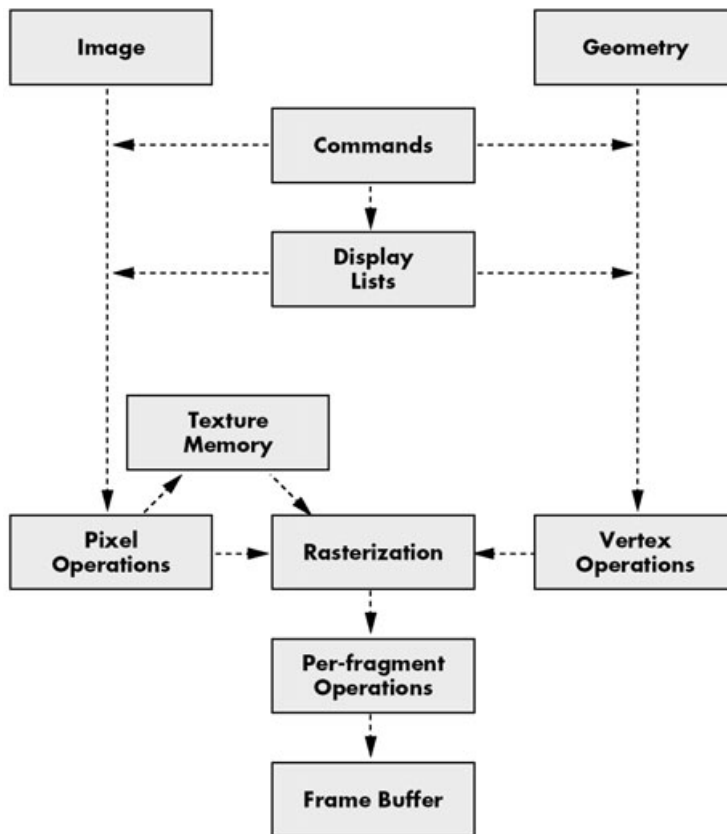 Image
Geometry
Commands
Display
Lists
Texture
Memory
Pixel
Operations
Rasterization
Vertex
Operations
Per-fragment
Operations
Frame Buffer